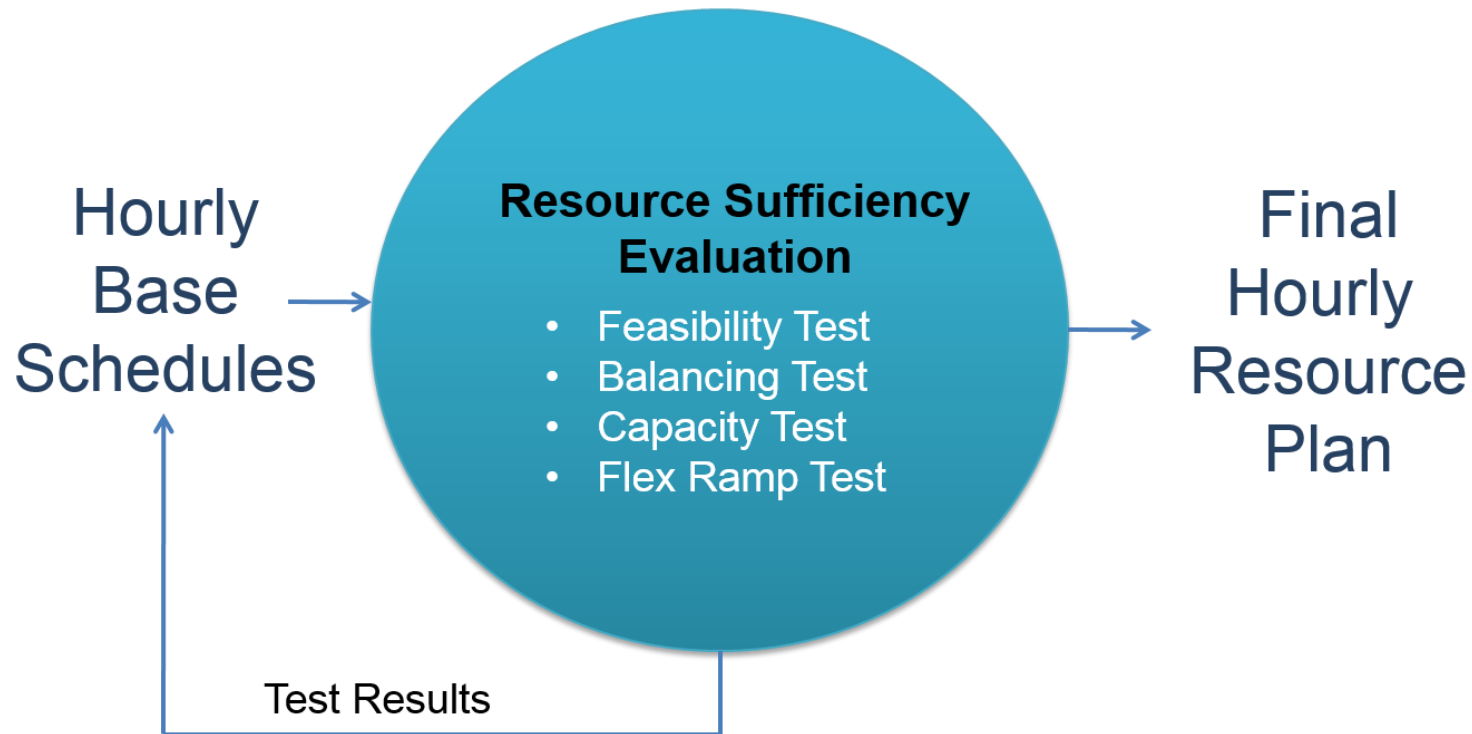 Hourly
Base
Schedules
Resource Sufficiency
Evaluation
• Feasibility Test
• Balancing Test
• Capacity Test
• Flex Ramp Test
Final
Hourly
Resource
Plan
Test Results